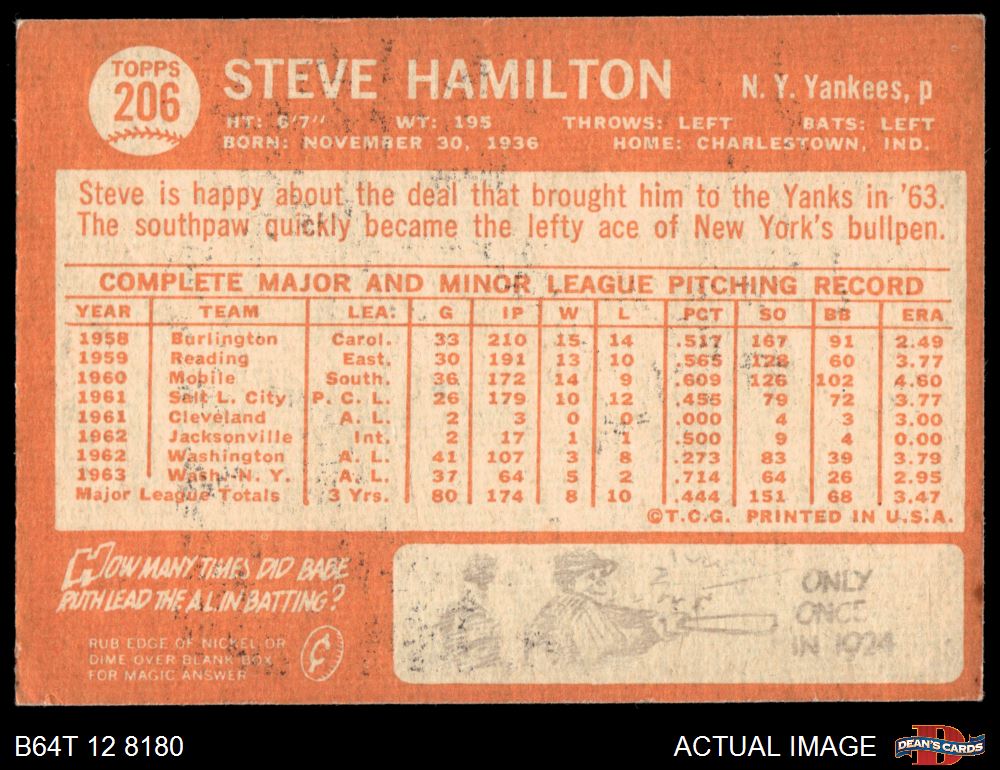 TOPPS
206
STEVE HAMILTON
N. Y. Yankees, p
HT: 6'7" WT: 195 THROWS: LEFT BATS: LEFT
BORN: NOVEMBER 30, 1936 HOME: CHARLESTOWN, IND.
Steve is happy about the deal that brought him to the Yanks in '63.
The southpaw quickly became the lefty ace of New York's bullpen.
COMPLETE MAJOR AND MINOR LEAGUE PITCHING RECORD
YEAR TEAM LEA: G IP W L PCT SO BB ERA
1958 Burlington Carol. 33 210 15 14 .517 167 91 2.49
1959 Reading East. 30 191 13 10 .565 128 60 3.77
1960 Mobile South. 36 172 14 9 .609 126 102 4.60
1961 Salt L. City P. C. L. 26 179 10 12 .455 79 72 3.77
1961 Cleveland A. L. 2 3 0 0 .000 4 3 3.00
1962 Jacksonville Int. 2 17 1 1 .500 9 4 0.00
1962 Washington A. L. 41 107 3 8 .273 83 39 3.79
1963 Wash. N. Y. A. L. 37 64 5 2 .714 64 26 2.95
Major League Totals 3 Yrs. 80 174 8 10 .444 151 68 3.47
©T.C.G. PRINTED IN U.S.A.
HOW MANY TIMES DID BABE
RUTH LEAD THE A.L. IN BATTING?
RUB EDGE OF NICKEL OR
DIME OVER BLANK BOX
FOR MAGIC ANSWER
ONLY
ONCE
IN 1924
B64T 12 8180
ACTUAL IMAGE
DEAN'S CARDS